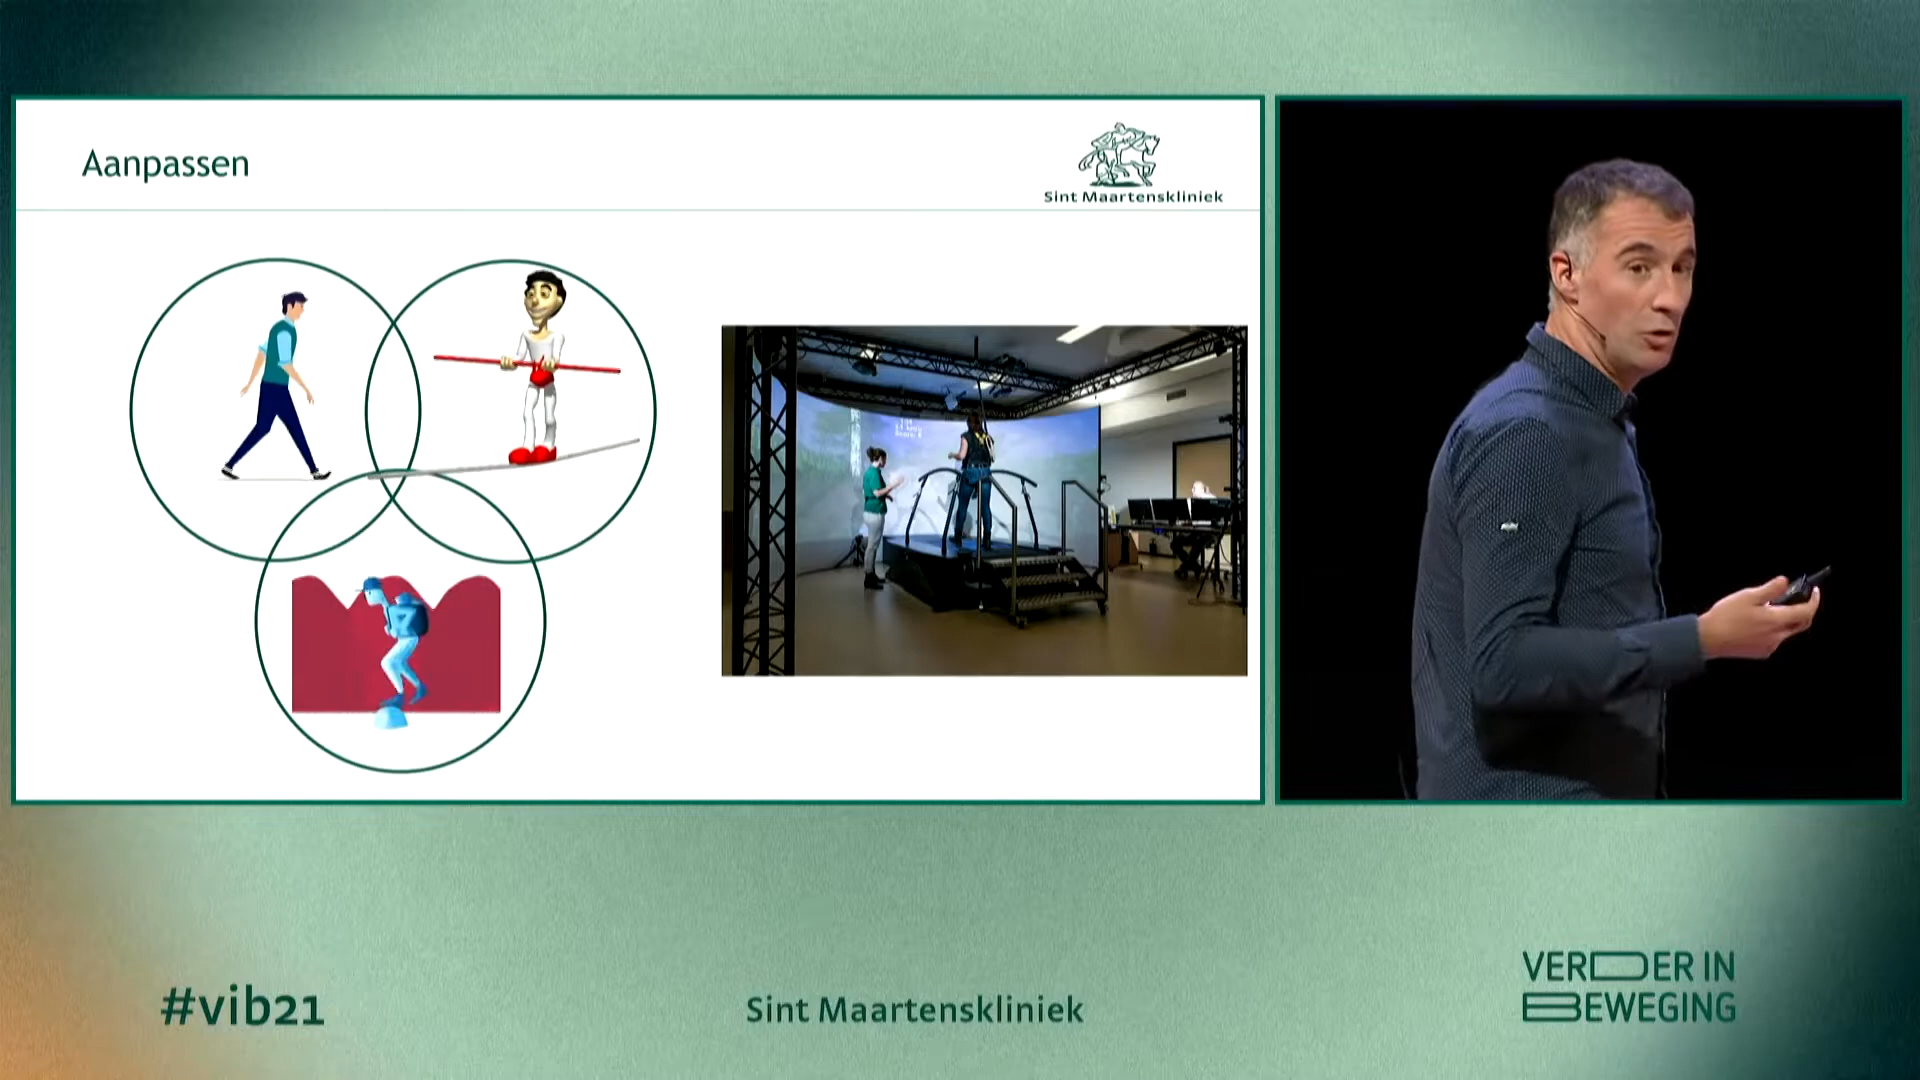 Aanpassen
Sint Maartenskliniek
#vib21
Sint Maartenskliniek
VERDER IN
BEWEGING